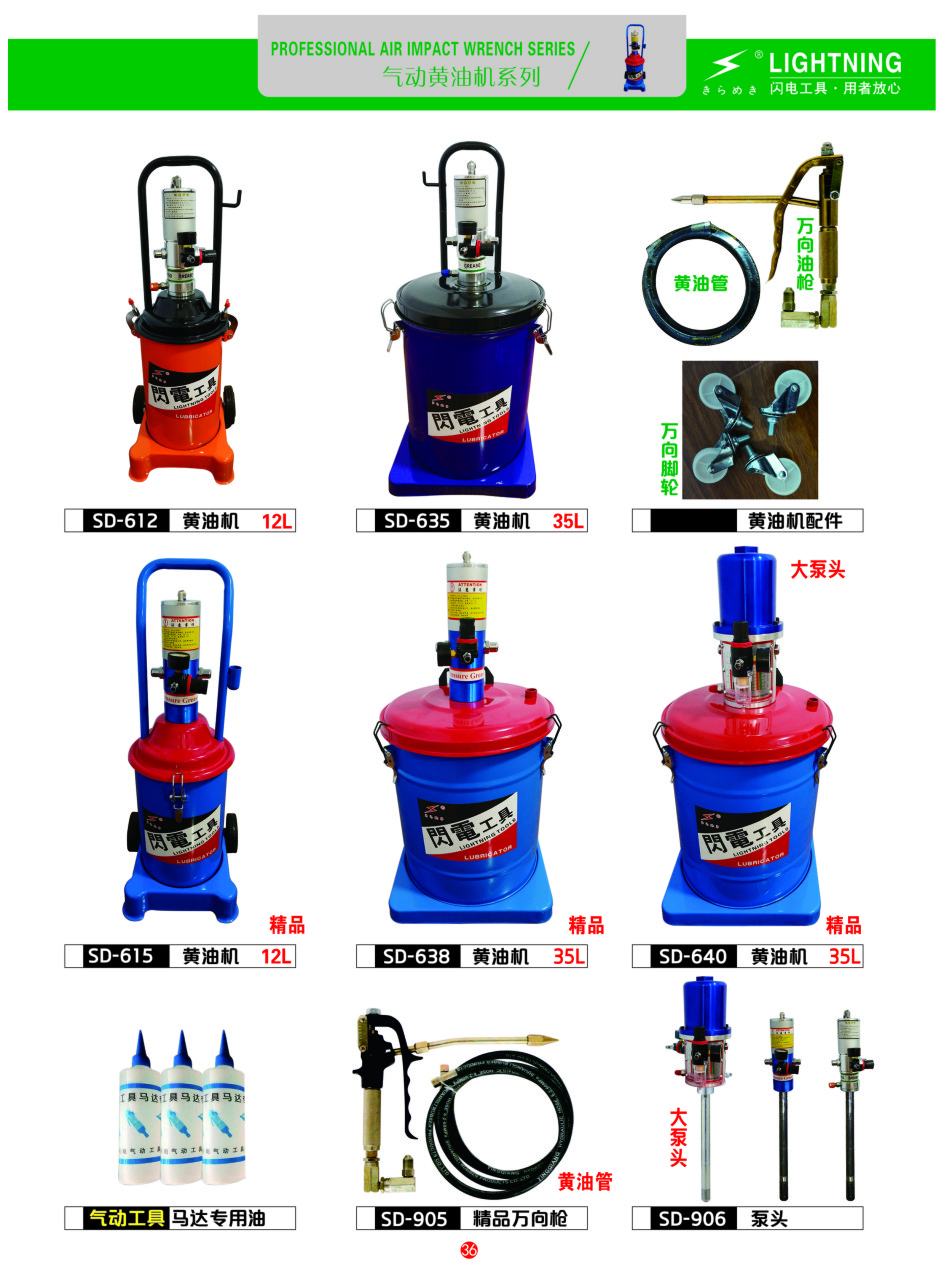 PROFESSIONAL AIR IMPACT WRENCH SERIES
气动黄油机系列
® LIGHTNING
きらめき 闪电工具·用者放心
GREASE
閃電工具
LIGHTNING TOOLS
LUBRICATOR
SD-612 黄油机 12L
GREASE
閃電工具
LIGHTNING TOOLS
LUBRICATOR
SD-635 黄油机 35L
万向油枪
黄油管
万向脚轮
黄油机配件
ATTENTION
ssure Gre
閃電工具
LIGHTNING TOOLS
LUBRICATOR
精品
SD-615 黄油机 12L
ATTENTION
ressure Greas
閃電工具
LIGHTNING TOOLS
LUBRICATOR
精品
SD-638 黄油机 35L
大泵头
閃電工具
LIGHTNING TOOLS
LUBRICATOR
精品
SD-640 黄油机 35L
工具马达
气动工具
气动工具 马达专用油
黄油管
SD-905 精品万向枪
大泵头
SD-906 泵头
36